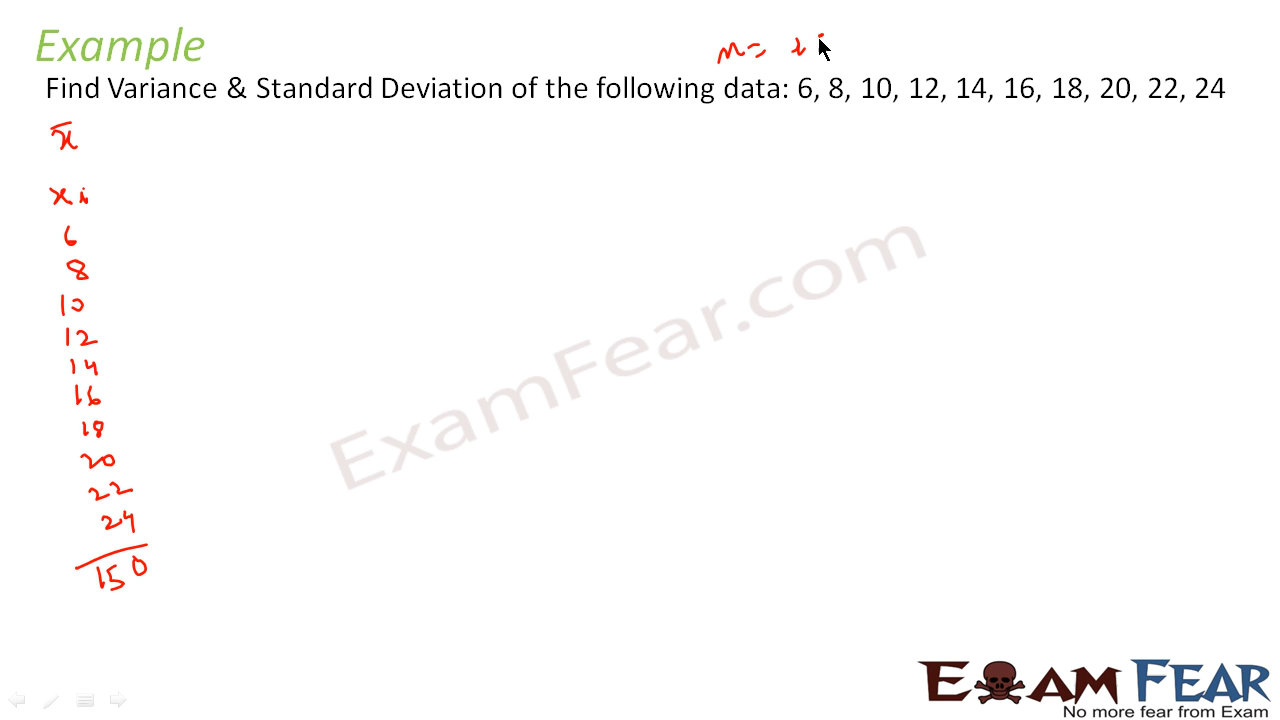 Example
n=
Find Variance & Standard Deviation of the following data: 6, 8, 10, 12, 14, 16, 18, 20, 22, 24
x̄
xi
6
8
10
12
14
16
18
20
22
24
150
ExamFear.com
EXAM FEAR
No more fear from Exam